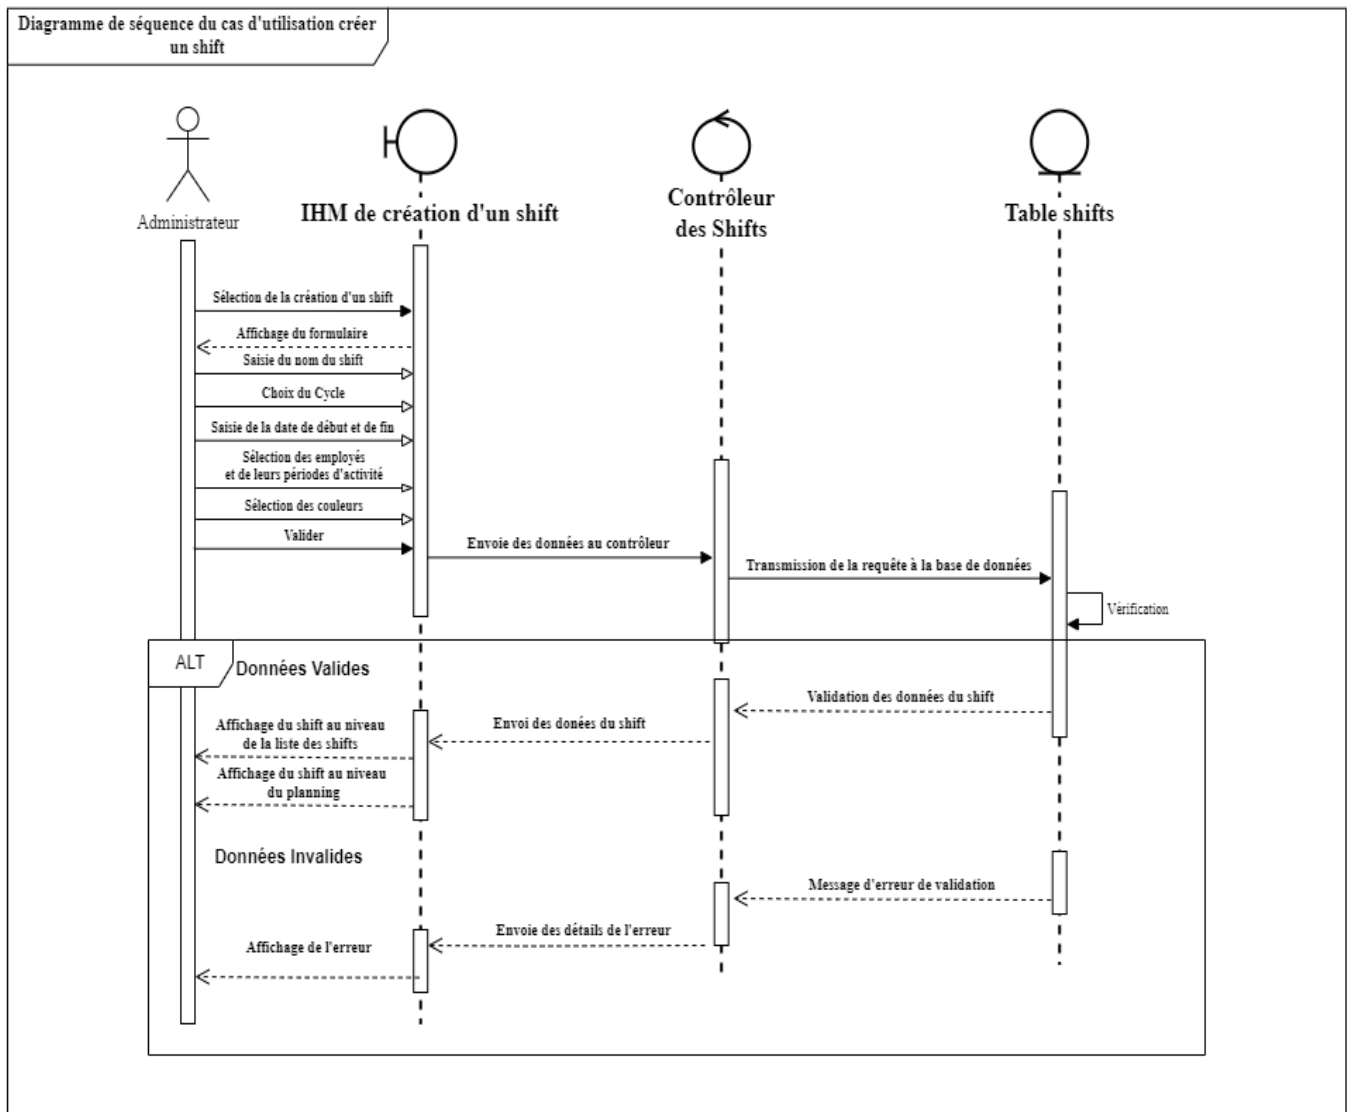 Diagramme de séquence du cas d'utilisation créer
un shift
Administrateur
IHM de création d'un shift
Contrôleur
des Shifts
Table shifts
Sélection de la création d'un shift
Affichage du formulaire
Saisie du nom du shift
Choix du Cycle
Saisie de la date de début et de fin
Sélection des employés
et de leurs périodes d'activité
Sélection des couleurs
Valider
Envoie des données au contrôleur
Transmission de la requête à la base de données
Vérification
ALT
Données Valides
Validation des données du shift
Envoi des donées du shift
Affichage du shift au niveau
de la liste des shifts
Affichage du shift au niveau
du planning
Données Invalides
Message d'erreur de validation
Envoie des détails de l'erreur
Affichage de l'erreur